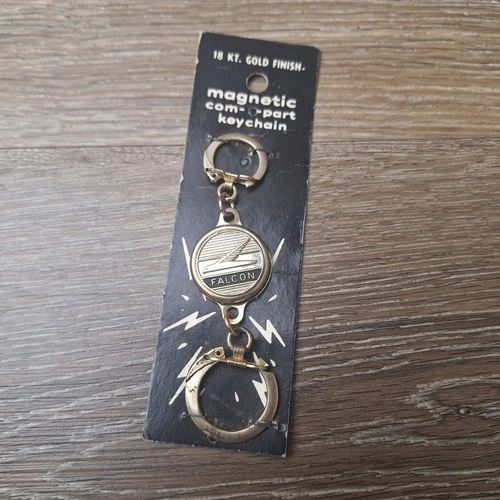 18 KT. GOLD FINISH-
magnetic
com-o-part
keychain
FALCON